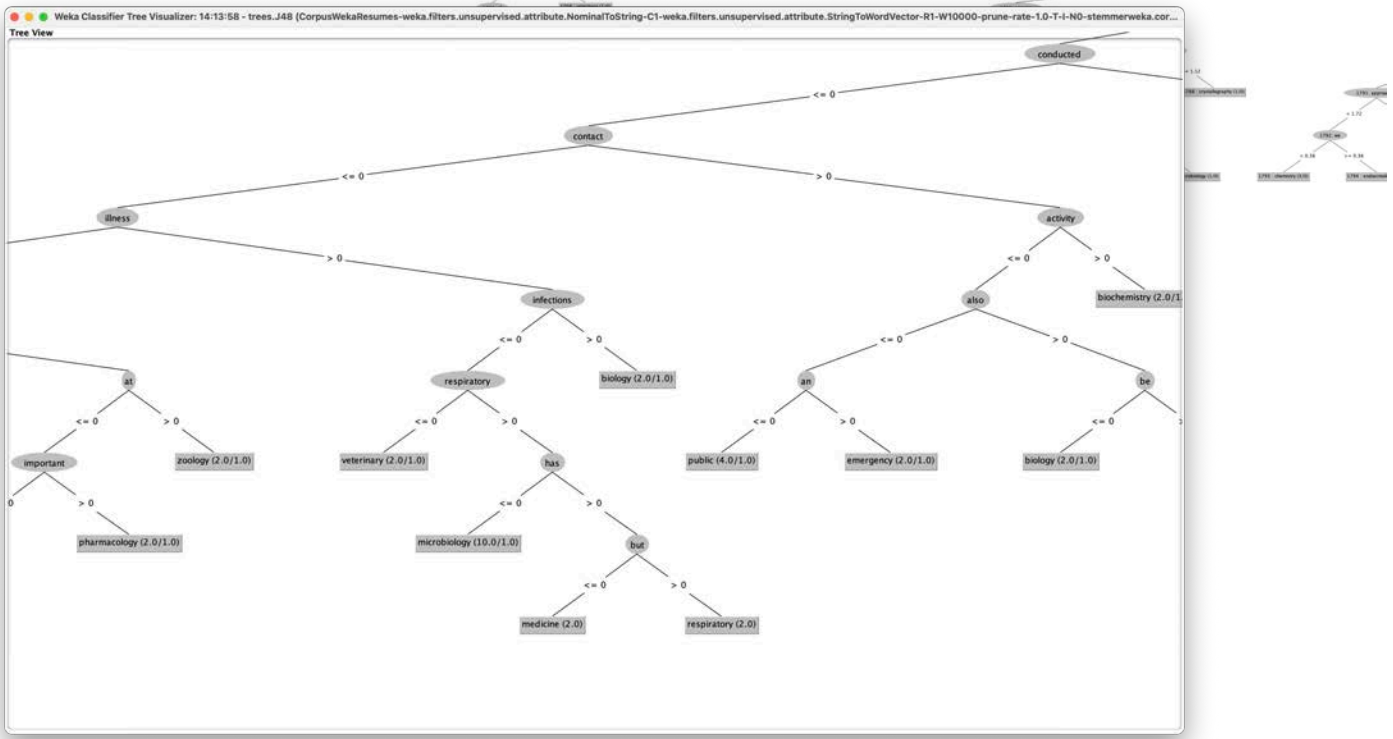 Weka Classifier Tree Visualizer: 14:13:58 - trees.J48 (CorpusWekaResumes-weka.filters.unsupervised.attribute.NominalToString-C1-weka.filters.unsupervised.attribute.StringToWordVector-R1-W10000-prune-rate-1.0-T-I-N0-stemmerweka.cor...
Tree View
conducted
<= 0
contact
<= 0
> 0
illness
activity
> 0
<= 0
> 0
infections
also
biochemistry (2.0/1.
<= 0
> 0
<= 0
> 0
at
respiratory
biology (2.0/1.0)
an
be
<= 0
> 0
<= 0
> 0
<= 0
> 0
<= 0
important
zoology (2.0/1.0)
veterinary (2.0/1.0)
has
public (4.0/1.0)
emergency (2.0/1.0)
biology (2.0/1.0)
0
> 0
<= 0
> 0
pharmacology (2.0/1.0)
microbiology (10.0/1.0)
but
<= 0
> 0
medicine (2.0)
respiratory (2.0)